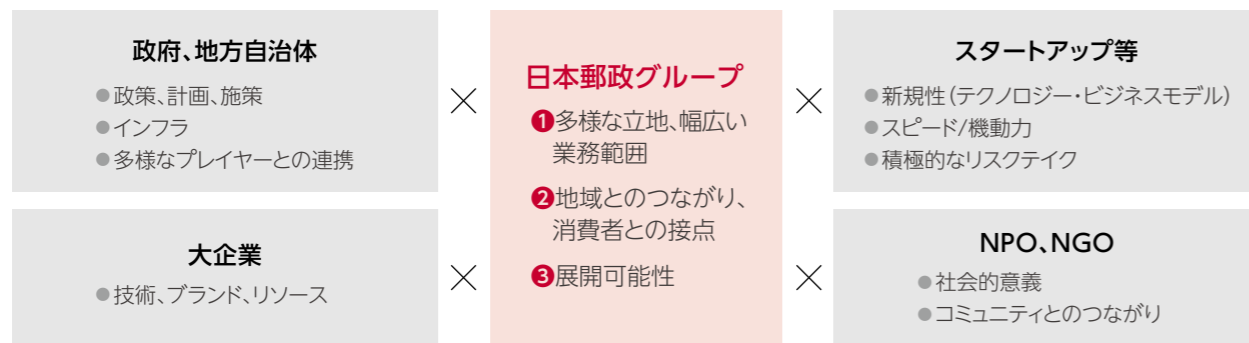 政府、地方自治体
●政策、計画、施策
●インフラ
●多様なプレイヤーとの連携
×
大企業
●技術、ブランド、リソース
×
日本郵政グループ
❶多様な立地、幅広い
業務範囲
❷地域とのつながり、
消費者との接点
❸展開可能性
×
スタートアップ等
●新規性(テクノロジー・ビジネスモデル)
●スピード/機動力
●積極的なリスクテイク
×
NPO、NGO
●社会的意義
●コミュニティとのつながり